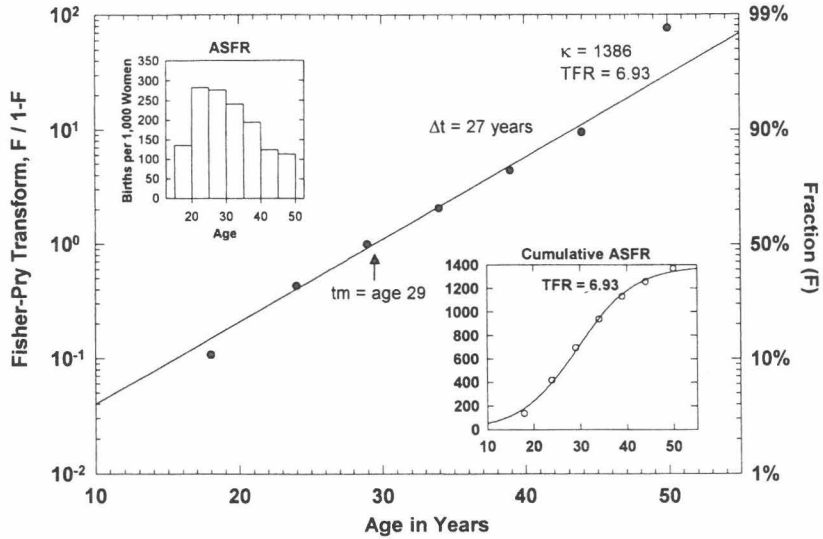 10²
10¹
10⁰
10⁻¹
10⁻²
Fisher-Pry Transform, F / 1-F
99%
90%
50%
10%
1%
Fraction (F)
10 20 30 40 50
Age in Years
κ = 1386
TFR = 6.93
Δt = 27 years
tm = age 29
ASFR
350
300
250
200
150
100
50
0
Births per 1,000 Women
20 30 40 50
Age
Cumulative ASFR
TFR = 6.93
1400
1200
1000
800
600
400
200
0
10 20 30 40 50